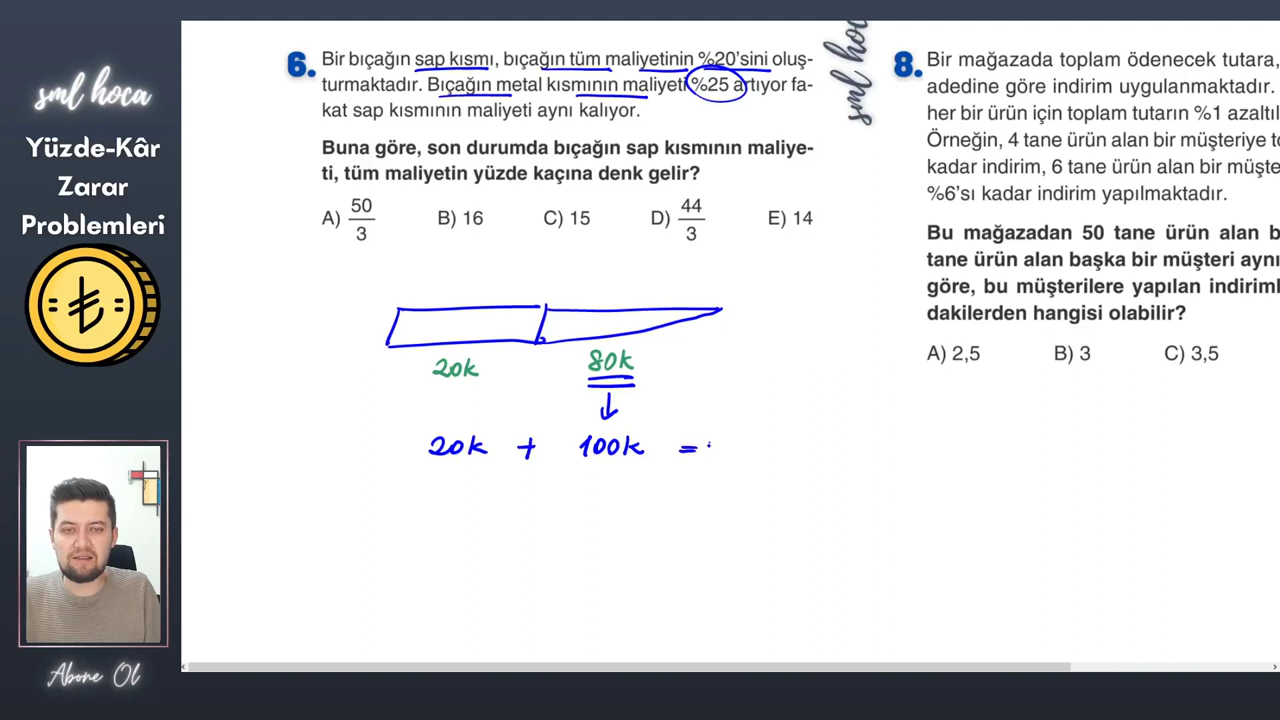 sml hoca
Yüzde-Kâr
Zarar
Problemleri
Abone Ol
6. Bir bıçağın sap kısmı, bıçağın tüm maliyetinin %20'sini oluş-
turmaktadır. Bıçağın metal kısmının maliyeti %25 artıyor fa-
kat sap kısmının maliyeti aynı kalıyor.
Buna göre, son durumda bıçağın sap kısmının maliye-
ti, tüm maliyetin yüzde kaçına denk gelir?
A) 50/3 B) 16 C) 15 D) 44/3 E) 14
20k 80k
20k + 100k =
sml hoca
8. Bir mağazada toplam ödenecek tutara,
adedine göre indirim uygulanmaktadır.
her bir ürün için toplam tutarın %1 azaltıl
Örneğin, 4 tane ürün alan bir müşteriye to
kadar indirim, 6 tane ürün alan bir müşte
%6'sı kadar indirim yapılmaktadır.
Bu mağazadan 50 tane ürün alan b
tane ürün alan başka bir müşteri aynı
göre, bu müşterilere yapılan indiriml
dakilerden hangisi olabilir?
A) 2,5 B) 3 C) 3,5